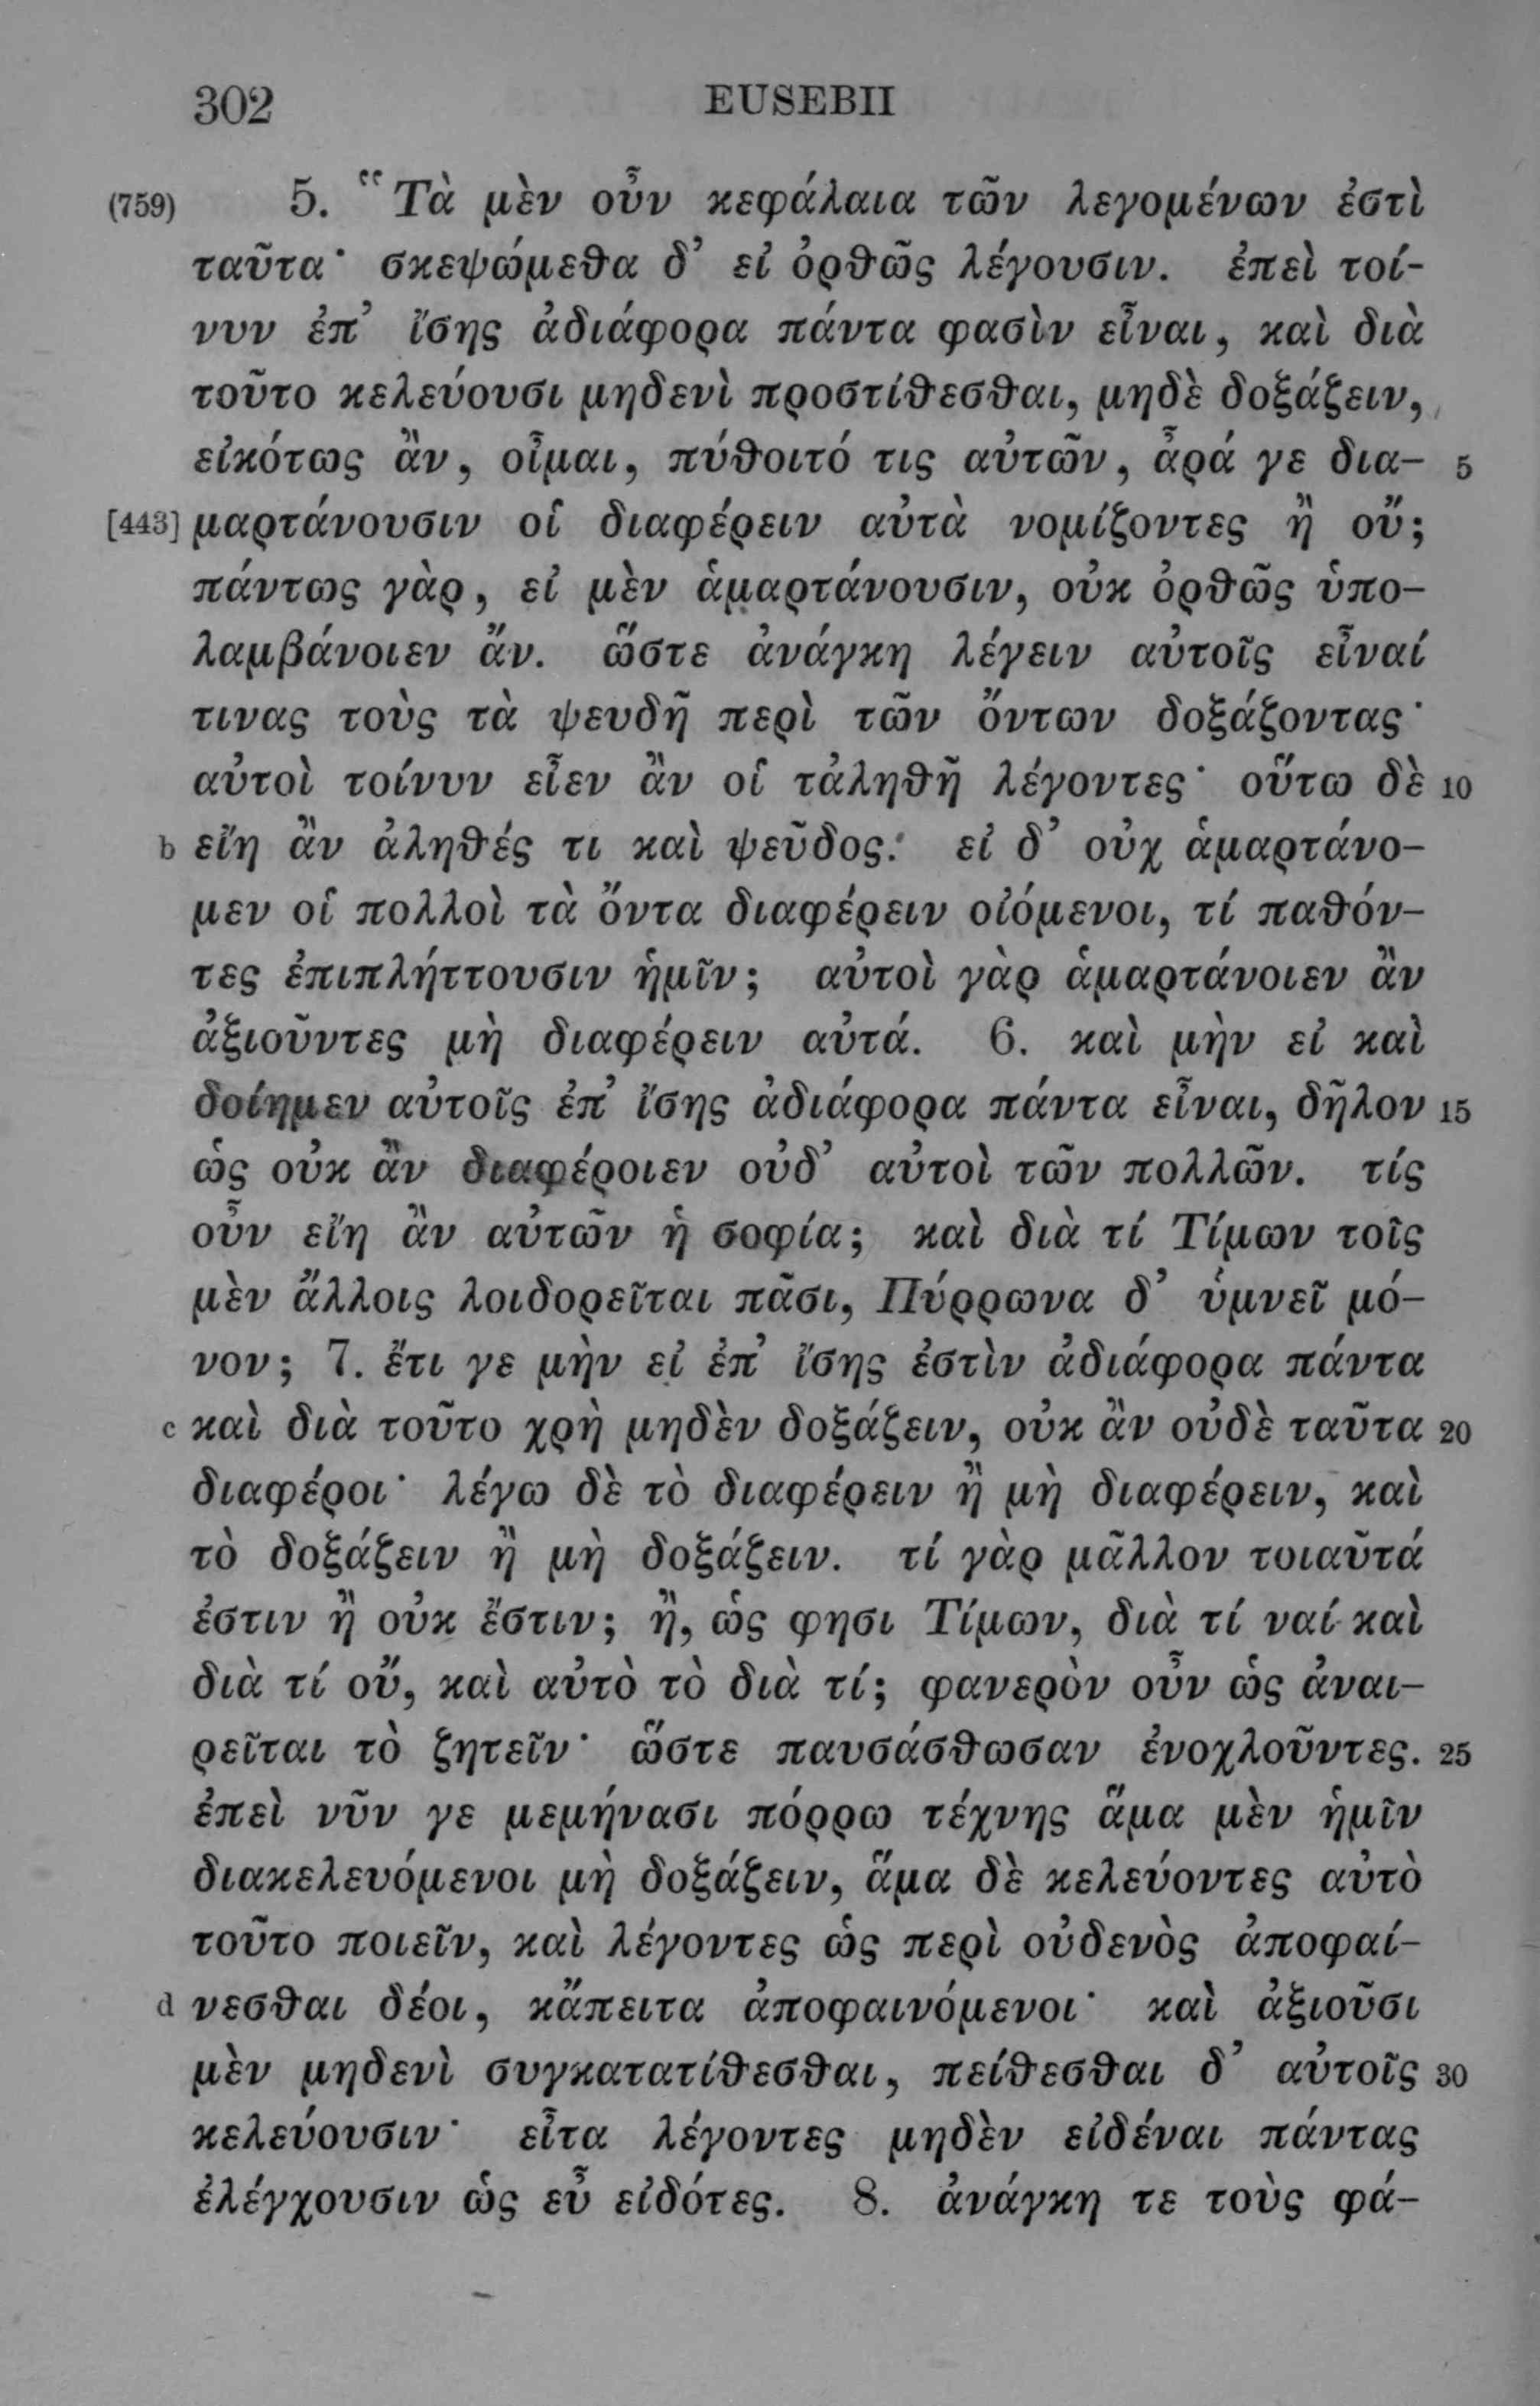 302 EUSEBII
(759) 5. “Τὰ μὲν οὖν κεφάλαια τῶν λεγομένων ἐστὶ
ταῦτα· σκεψώμεθα δ’ εἰ ὀρθῶς λέγουσιν. ἐπεὶ τοί-
νυν ἐπ’ ἴσης ἀδιάφορα πάντα φασὶν εἶναι, καὶ διὰ
τοῦτο κελεύουσι μηδενὶ προστίθεσθαι, μηδὲ δοξάζειν,
εἰκότως ἂν, οἶμαι, πύθοιτό τις αὐτῶν, ἆρά γε δια- 5
[443] μαρτάνουσιν οἱ διαφέρειν αὐτὰ νομίζοντες ἢ οὔ;
πάντως γὰρ, εἰ μὲν ἁμαρτάνουσιν, οὐκ ὀρθῶς ὑπο-
λαμβάνοιεν ἄν. ὥστε ἀνάγκη λέγειν αὐτοῖς εἶναί
τινας τοὺς τὰ ψευδῆ περὶ τῶν ὄντων δοξάζοντας·
αὐτοὶ τοίνυν εἶεν ἂν οἱ τἀληθῆ λέγοντες· οὕτω δὲ 10
b εἴη ἂν ἀληθές τι καὶ ψεῦδος· εἰ δ’ οὐχ ἁμαρτάνο-
μεν οἱ πολλοὶ τὰ ὄντα διαφέρειν οἰόμενοι, τί παθόν-
τες ἐπιπλήττουσιν ἡμῖν; αὐτοὶ γὰρ ἁμαρτάνοιεν ἂν
ἀξιοῦντες μὴ διαφέρειν αὐτά. 6. καὶ μὴν εἰ καὶ
δοίημεν αὐτοῖς ἐπ’ ἴσης ἀδιάφορα πάντα εἶναι, δῆλον 15
ὡς οὐκ ἂν διαφέροιεν οὐδ’ αὐτοὶ τῶν πολλῶν. τίς
οὖν εἴη ἂν αὐτῶν ἡ σοφία; καὶ διὰ τί Τίμων τοῖς
μὲν ἄλλοις λοιδορεῖται πᾶσι, Πύρρωνα δ’ ὑμνεῖ μό-
νον; 7. ἔτι γε μὴν εἰ ἐπ’ ἴσης ἐστὶν ἀδιάφορα πάντα
c καὶ διὰ τοῦτο χρὴ μηδὲν δοξάζειν, οὐκ ἂν οὐδὲ ταῦτα 20
διαφέροι· λέγω δὲ τὸ διαφέρειν ἢ μὴ διαφέρειν, καὶ
τὸ δοξάζειν ἢ μὴ δοξάζειν. τί γὰρ μᾶλλον τοιαῦτά
ἐστιν ἢ οὐκ ἔστιν; ἢ, ὥς φησι Τίμων, διὰ τί ναί καὶ
διὰ τί οὔ, καὶ αὐτὸ τὸ διὰ τί; φανερὸν οὖν ὡς ἀναι-
ρεῖται τὸ ζητεῖν· ὥστε παυσάσθωσαν ἐνοχλοῦντες. 25
ἐπεὶ νῦν γε μεμήνασι πόρρω τέχνης ἅμα μὲν ἡμῖν
διακελευόμενοι μὴ δοξάζειν, ἅμα δὲ κελεύοντες αὐτὸ
τοῦτο ποιεῖν, καὶ λέγοντες ὡς περὶ οὐδενὸς ἀποφαί-
d νεσθαι δέοι, κἄπειτα ἀποφαινόμενοι· καὶ ἀξιοῦσι
μὲν μηδενὶ συγκατατίθεσθαι, πείθεσθαι δ’ αὐτοῖς 30
κελεύουσιν· εἶτα λέγοντες μηδὲν εἰδέναι πάντας
ἐλέγχουσιν ὡς εὖ εἰδότες. 8. ἀνάγκη τε τοὺς φά-